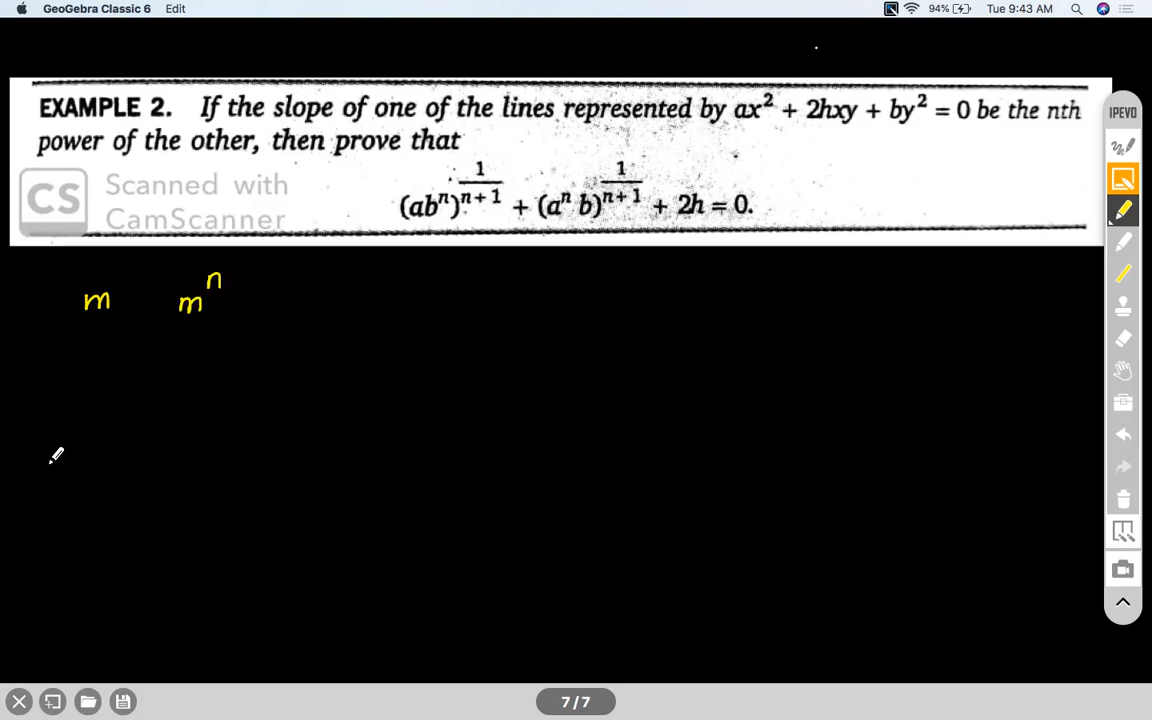 GeoGebra Classic 6 Edit 94% Tue 9:43 AM
EXAMPLE 2. If the slope of one of the lines represented by ax² + 2hxy + by² = 0 be the nth
power of the other, then prove that
(abⁿ)^(1/(n+1)) + (aⁿ b)^(1/(n+1)) + 2h = 0.
CS Scanned with
CamScanner
m mⁿ
IPEVO
7/7